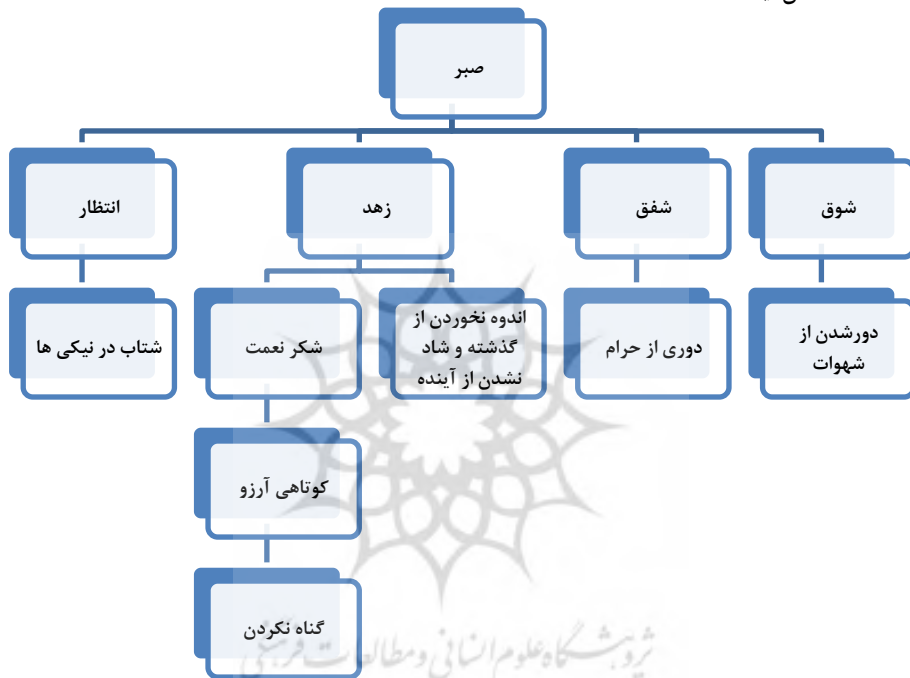 صبر
شوق
شفق
زهد
انتظار
دورشدن از
شهوات
دوری از حرام
اندوه نخوردن از
گذشته و شاد
نشدن از آینده
شکر نعمت
شتاب در نیکی ها
کوتاهی آرزو
گناه نکردن
پژوهشگاه علوم انسانی و مطالعات فرهنگی